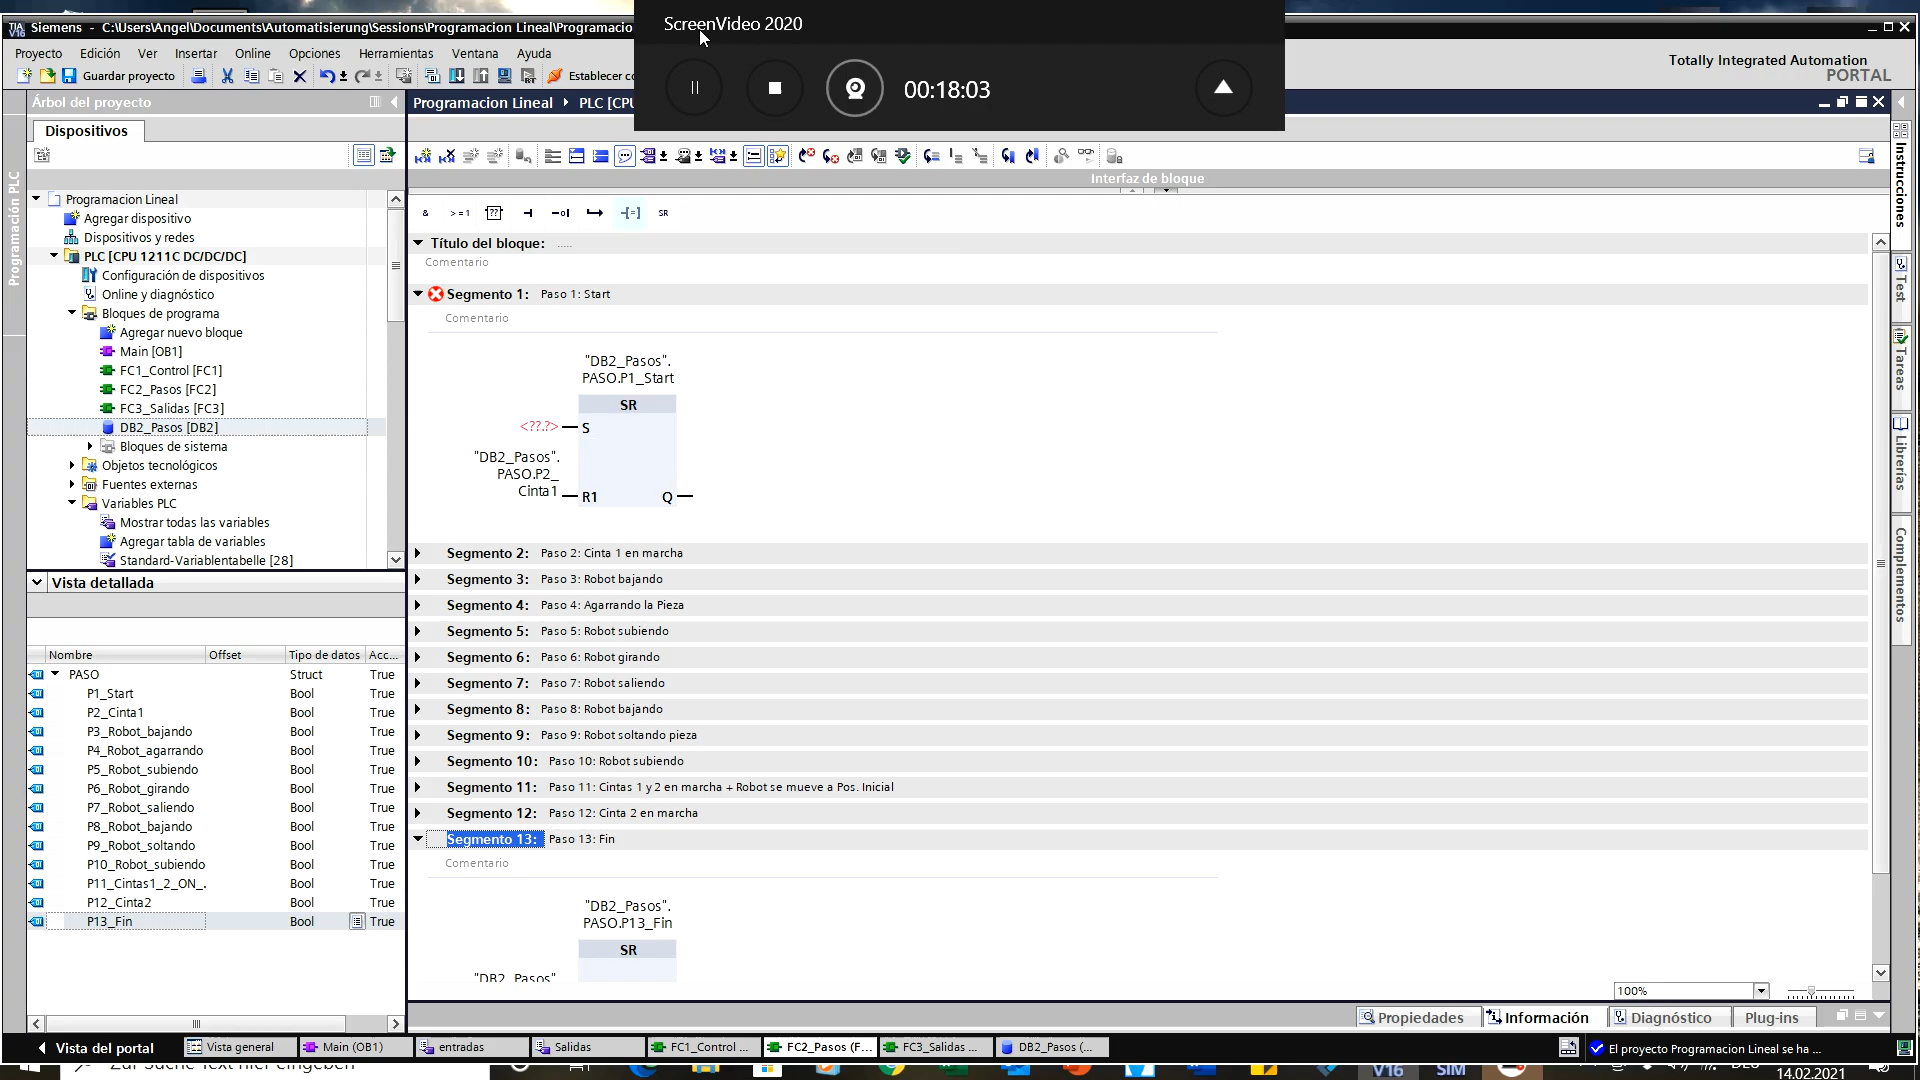 ScreenVideo 2020
00:18:03
Siemens - C:\Users\Angel\Documents\Automatisierung\Sessions\Programacion Lineal\Programacio
Proyecto Edición Ver Insertar Online Opciones Herramientas Ventana Ayuda
Guardar proyecto
Establecer co
Totally Integrated Automation
PORTAL
Árbol del proyecto
Programacion Lineal PLC [CPU
Dispositivos
Programación PLC
Programacion Lineal
Agregar dispositivo
Dispositivos y redes
PLC [CPU 1211C DC/DC/DC]
Configuración de dispositivos
Online y diagnóstico
Bloques de programa
Agregar nuevo bloque
Main [OB1]
FC1_Control [FC1]
FC2_Pasos [FC2]
FC3_Salidas [FC3]
DB2_Pasos [DB2]
Bloques de sistema
Objetos tecnológicos
Fuentes externas
Variables PLC
Mostrar todas las variables
Agregar tabla de variables
Standard-Variablentabelle [28]
Vista detallada
Nombre Offset Tipo de datos Acc...
PASO Struct True
P1_Start Bool True
P2_Cinta1 Bool True
P3_Robot_bajando Bool True
P4_Robot_agarrando Bool True
P5_Robot_subiendo Bool True
P6_Robot_girando Bool True
P7_Robot_saliendo Bool True
P8_Robot_bajando Bool True
P9_Robot_soltando Bool True
P10_Robot_subiendo Bool True
P11_Cintas1_2_ON_. Bool True
P12_Cinta2 Bool True
P13_Fin Bool True
Interfaz de bloque
& >=1 ?? SR
Título del bloque: .....
Comentario
Segmento 1: Paso 1: Start
Comentario
"DB2_Pasos".
PASO.P1_Start
SR
<??.?> S
"DB2_Pasos".
PASO.P2_
Cinta1 R1 Q
Segmento 2: Paso 2: Cinta 1 en marcha
Segmento 3: Paso 3: Robot bajando
Segmento 4: Paso 4: Agarrando la Pieza
Segmento 5: Paso 5: Robot subiendo
Segmento 6: Paso 6: Robot girando
Segmento 7: Paso 7: Robot saliendo
Segmento 8: Paso 8: Robot bajando
Segmento 9: Paso 9: Robot soltando pieza
Segmento 10: Paso 10: Robot subiendo
Segmento 11: Paso 11: Cintas 1 y 2 en marcha + Robot se mueve a Pos. Inicial
Segmento 12: Paso 12: Cinta 2 en marcha
Segmento 13: Paso 13: Fin
Comentario
"DB2_Pasos".
PASO.P13_Fin
SR
"DB2_Pasos"
100%
Instrucciones
Test
Tareas
Librerías
Complementos
Propiedades Información Diagnóstico Plug-ins
Vista del portal Vista general Main (OB1) entradas Salidas FC1_Control ... FC2_Pasos (F... FC3_Salidas ... DB2_Pasos (...
El proyecto Programacion Lineal se ha ...
Zur Suche Text hier eingeben
V16 SIM DEU
14.02.2021